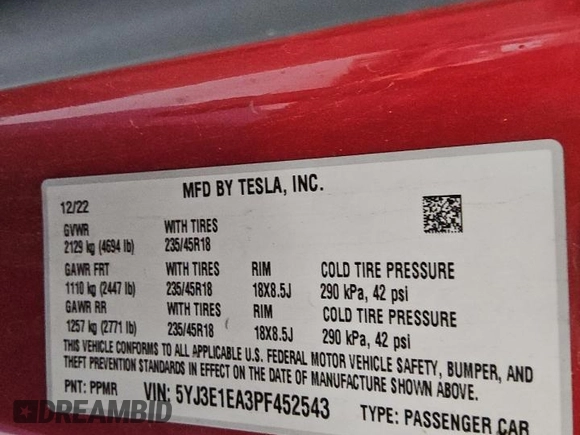 MFD BY TESLA, INC.
12/22
GVWR WITH TIRES
2129 kg (4694 lb) 235/45R18
GAWR FRT WITH TIRES RIM COLD TIRE PRESSURE
1110 kg (2447 lb) 235/45R18 18X8.5J 290 kPa, 42 psi
GAWR RR WITH TIRES RIM COLD TIRE PRESSURE
1257 kg (2771 lb) 235/45R18 18X8.5J 290 kPa, 42 psi
THIS VEHICLE CONFORMS TO ALL APPLICABLE U.S. FEDERAL MOTOR VEHICLE SAFETY, BUMPER, AND
THEFT PREVENTION STANDARDS IN EFFECT ON THE DATE OF MANUFACTURE SHOWN ABOVE.
PNT: PPMR VIN: 5YJ3E1EA3PF452543 TYPE: PASSENGER CAR
DREAMBID